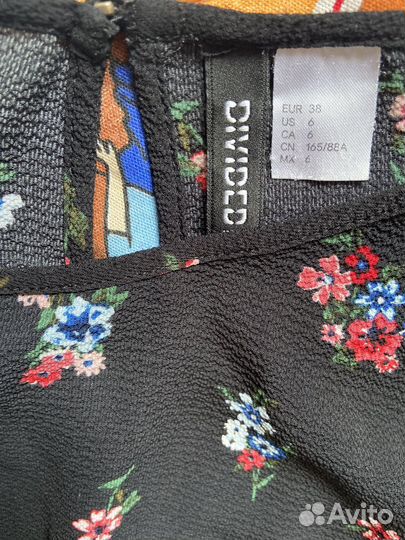 DIVIDED
EUR 38
US 6
CA 6
CN 165/88A
MX 6
Avito